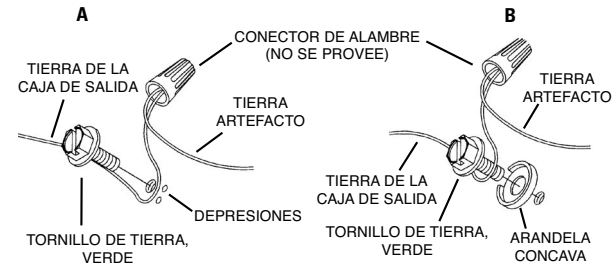 A
B
CONECTOR DE ALAMBRE
(NO SE PROVEE)
TIERRA DE LA
CAJA DE SALIDA
TIERRA
ARTEFACTO
TIERRA
ARTEFACTO
TIERRA DE LA
CAJA DE SALIDA
DEPRESIONES
TORNILLO DE TIERRA,
VERDE
TORNILLO DE TIERRA,
VERDE
ARANDELA
CONCAVA